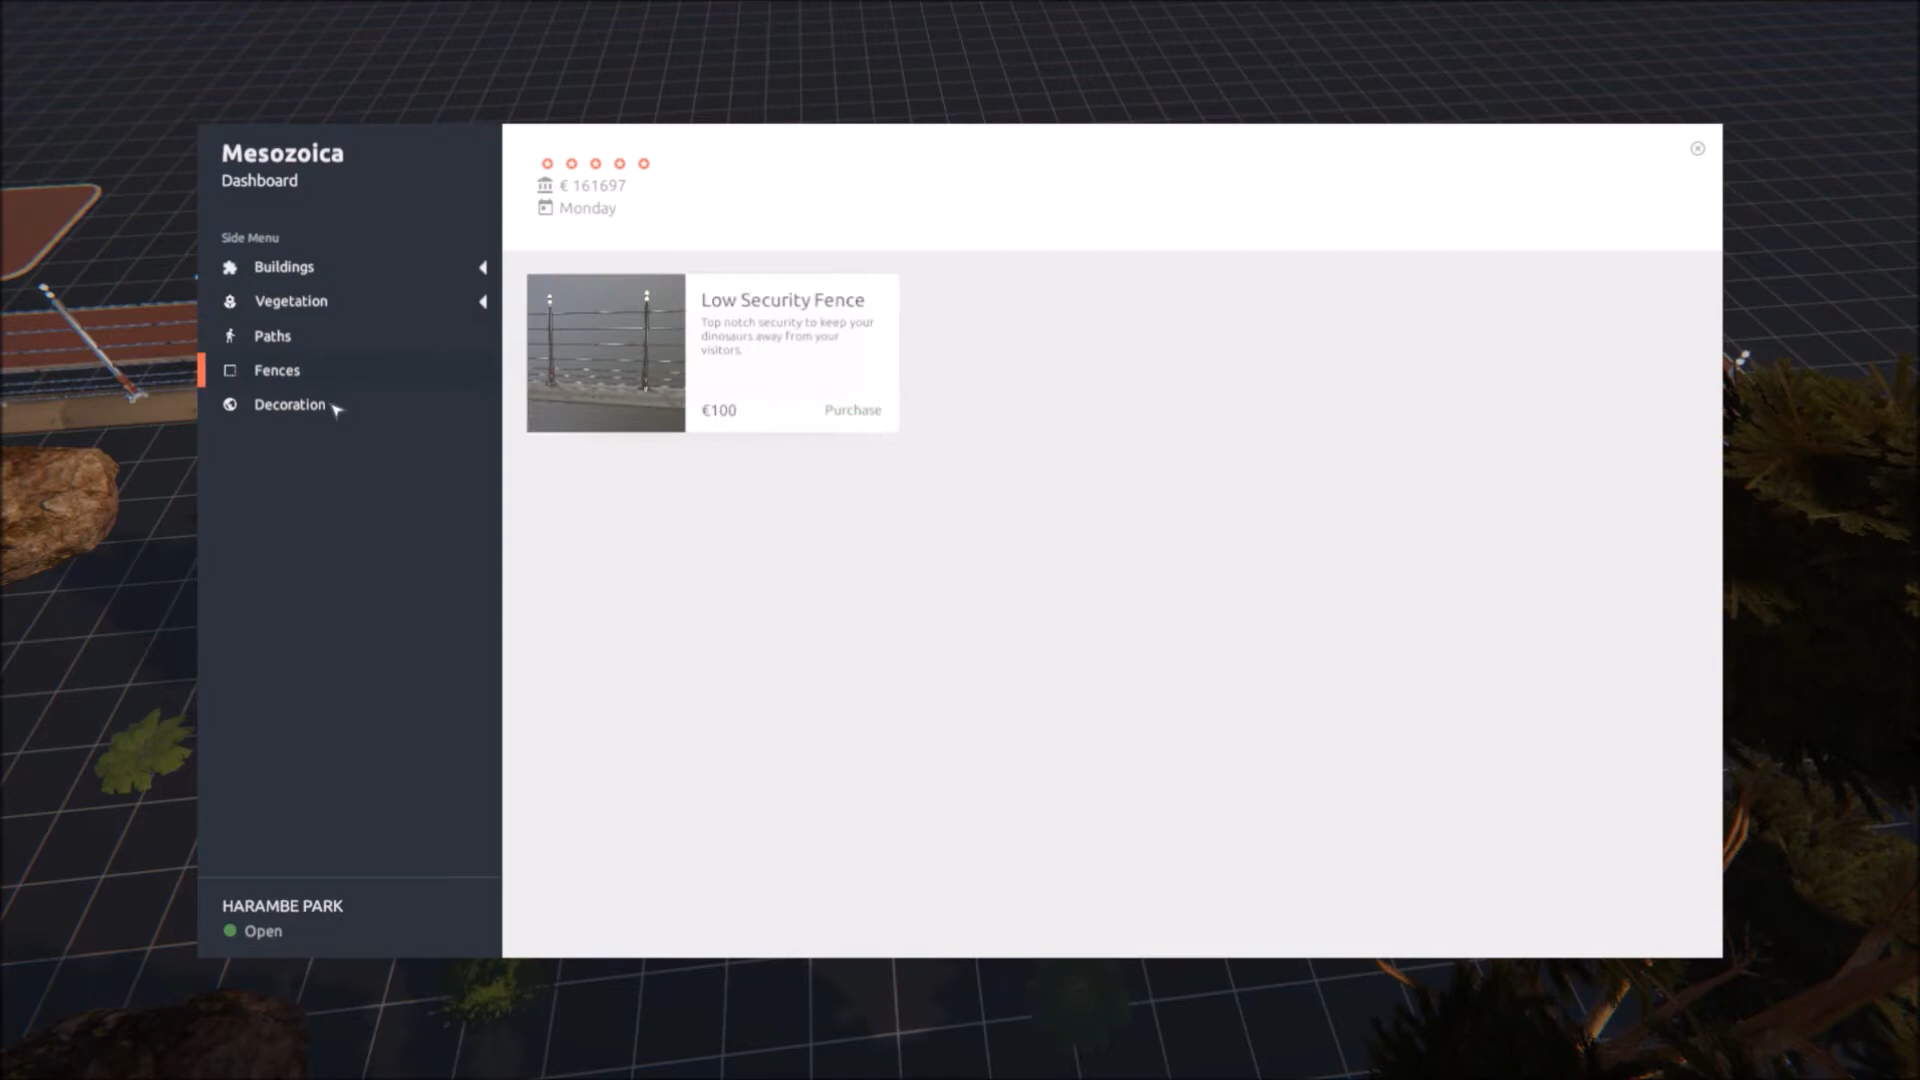 Mesozoica
Dashboard
Side Menu
Buildings
Vegetation
Paths
Fences
Decoration
HARAMBE PARK
Open
€ 161697
Monday
Low Security Fence
Top notch security to keep your
dinosaurs away from your
visitors.
€100 Purchase